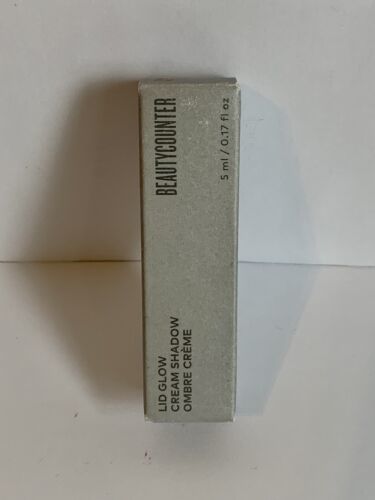 BEAUTYCOUNTER
5 ml / 0.17 fl oz
LID GLOW
CREAM SHADOW
OMBRE CRÈME